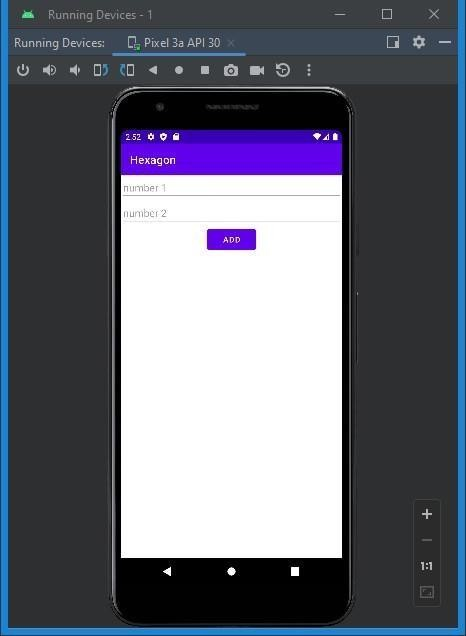 Running Devices - 1
Running Devices:
Pixel 3a API 30
2:52
Hexagon
number 1
number 2
ADD
1:1